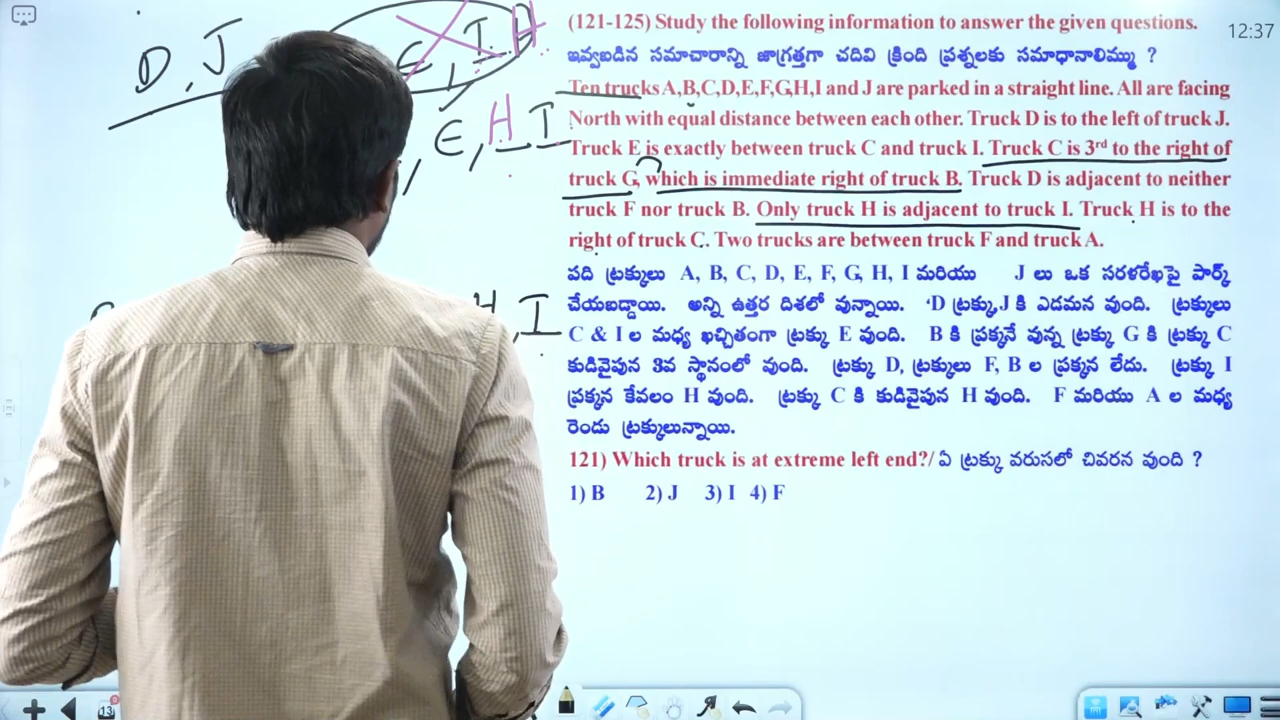 (121-125) Study the following information to answer the given questions.
12:37
ఇవ్వబడిన సమాచారాన్ని జాగ్రత్తగా చదివి క్రింది ప్రశ్నలకు సమాధానాలిమ్ము ?
Ten trucks A,B,C,D,E,F,G,H,I and J are parked in a straight line. All are facing
North with equal distance between each other. Truck D is to the left of truck J.
Truck E is exactly between truck C and truck I. Truck C is 3rd to the right of
truck G, which is immediate right of truck B. Truck D is adjacent to neither
truck F nor truck B. Only truck H is adjacent to truck I. Truck H is to the
right of truck C. Two trucks are between truck F and truck A.
పది ట్రక్కులు A, B, C, D, E, F, G, H, I మరియు J లు ఒక సరళరేఖపై పార్క్
చేయబడ్డాయి. అన్ని ఉత్తర దిశలో వున్నాయి. 'D ట్రక్కు,J కి ఎడమన వుంది. ట్రక్కులు
C & I ల మధ్య ఖచ్చితంగా ట్రక్కు E వుంది. B కి ప్రక్కనే వున్న ట్రక్కు G కి ట్రక్కు C
కుడివైపున 3వ స్థానంలో వుంది. ట్రక్కు D, ట్రక్కులు F, B ల ప్రక్కన లేదు. ట్రక్కు I
ప్రక్కన కేవలం H వుంది. ట్రక్కు C కి కుడివైపున H వుంది. F మరియు A ల మధ్య
రెండు ట్రక్కులున్నాయి.
121) Which truck is at extreme left end?/ ఏ ట్రక్కు వరుసలో చివరన వుంది ?
1) B 2) J 3) I 4) F
D, J
E, I H
, E, H I
H, I
13